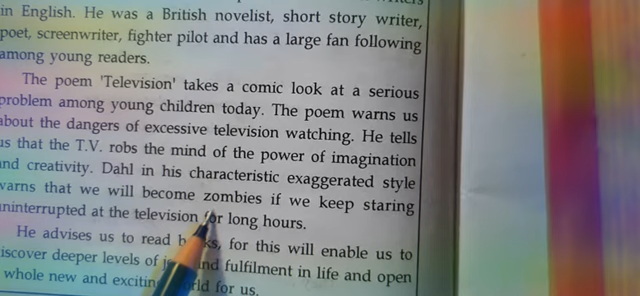 in English. He was a British novelist, short story writer,
poet, screenwriter, fighter pilot and has a large fan following
among young readers.
The poem 'Television' takes a comic look at a serious
problem among young children today. The poem warns us
about the dangers of excessive television watching. He tells
us that the T.V. robs the mind of the power of imagination
and creativity. Dahl in his characteristic exaggerated style
warns that we will become zombies if we keep staring
uninterrupted at the television for long hours.
He advises us to read for this will enable us to
discover deeper levels of and fulfilment in life and open
whole new and exciting world for us.